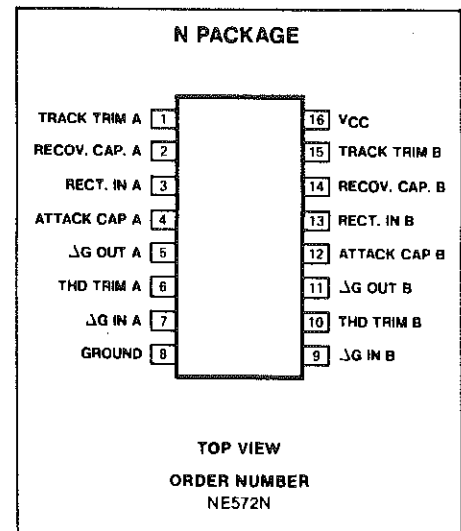 N PACKAGE
TRACK TRIM A 1
RECOV. CAP. A 2
RECT. IN A 3
ATTACK CAP A 4
ΔG OUT A 5
THD TRIM A 6
ΔG IN A 7
GROUND 8
16 VCC
15 TRACK TRIM B
14 RECOV. CAP. B
13 RECT. IN B
12 ATTACK CAP B
11 ΔG OUT B
10 THD TRIM B
9 ΔG IN B
TOP VIEW
ORDER NUMBER
NE572N